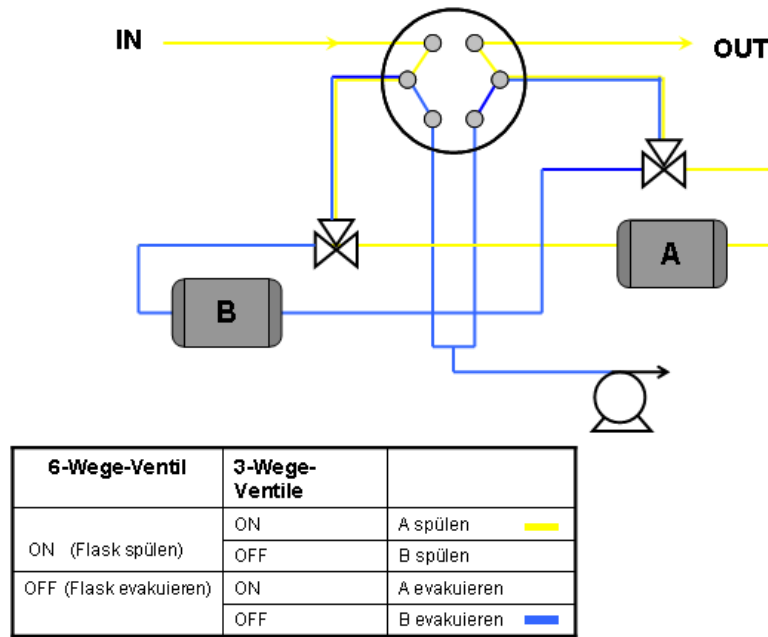 IN
OUT
A
B
6-Wege-Ventil
3-Wege-
Ventile
ON (Flask spülen)
ON
A spülen
OFF
B spülen
OFF (Flask evakuieren)
ON
A evakuieren
OFF
B evakuieren